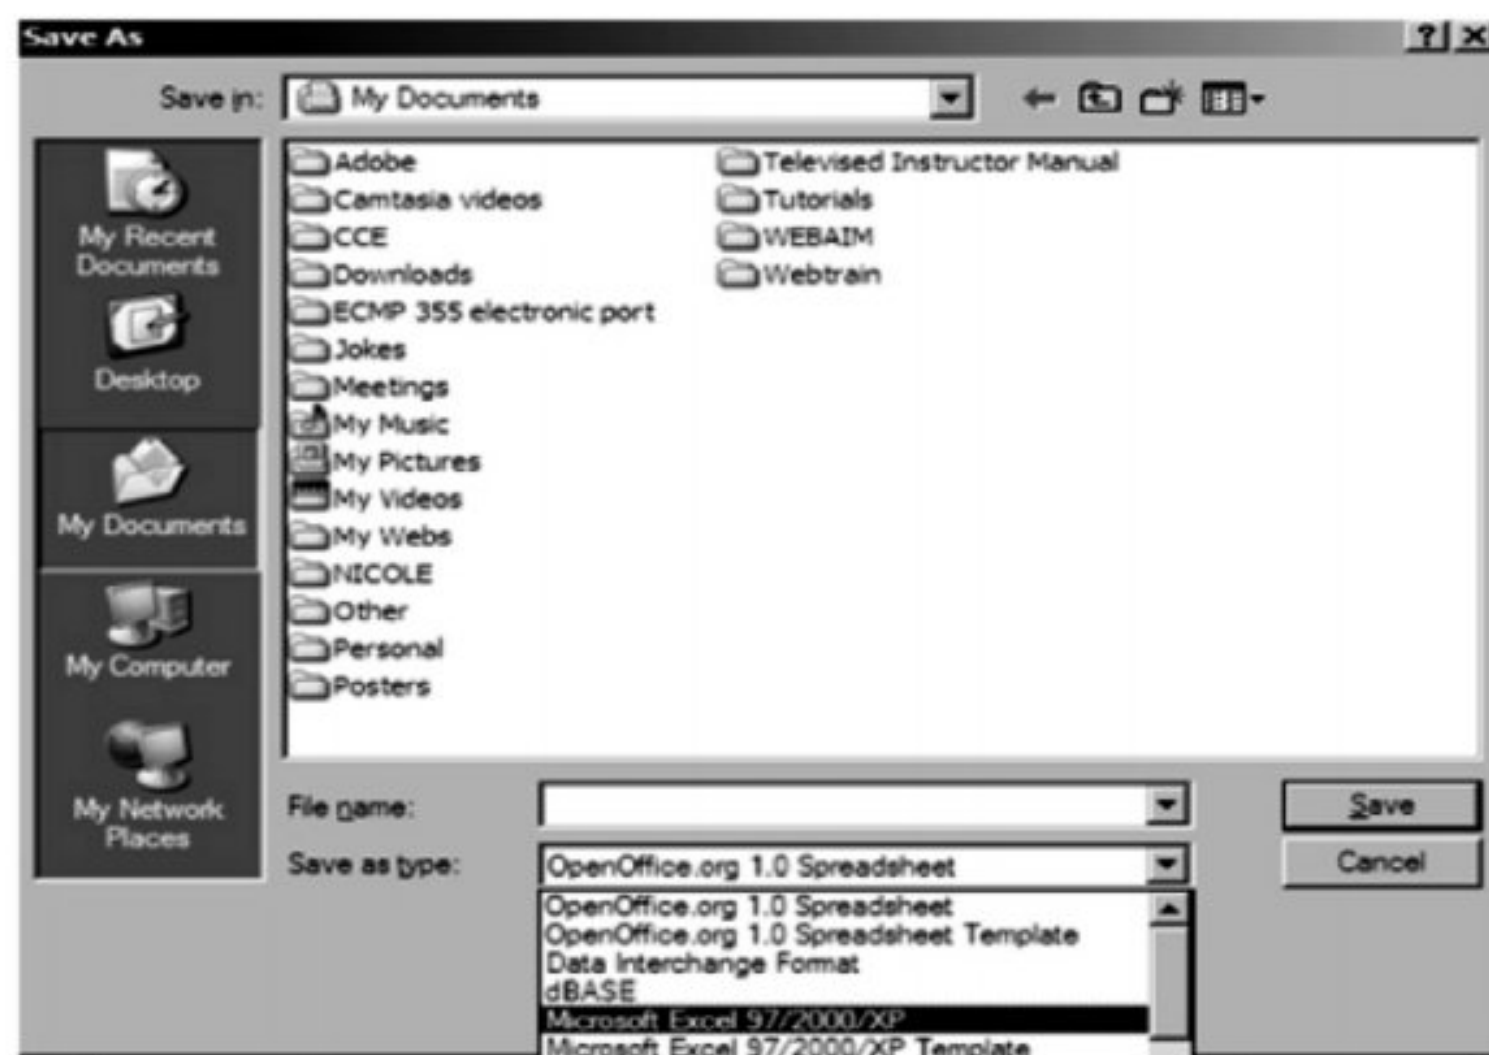 Save As
Save in: My Documents
My Recent
Documents
Desktop
My Documents
My Computer
My Network
Places
Adobe
Camtasia videos
CCE
Downloads
ECMP 355 electronic port
Jokes
Meetings
My Music
My Pictures
My Videos
My Webs
NICOLE
Other
Personal
Posters
Televised Instructor Manual
Tutorials
WEBAIM
Webtrain
File name:
Save
Save as type: OpenOffice.org 1.0 Spreadsheet
Cancel
OpenOffice.org 1.0 Spreadsheet
OpenOffice.org 1.0 Spreadsheet Template
Data Interchange Format
dBASE
Microsoft Excel 97/2000/XP
Microsoft Excel 97/2000/XP Template